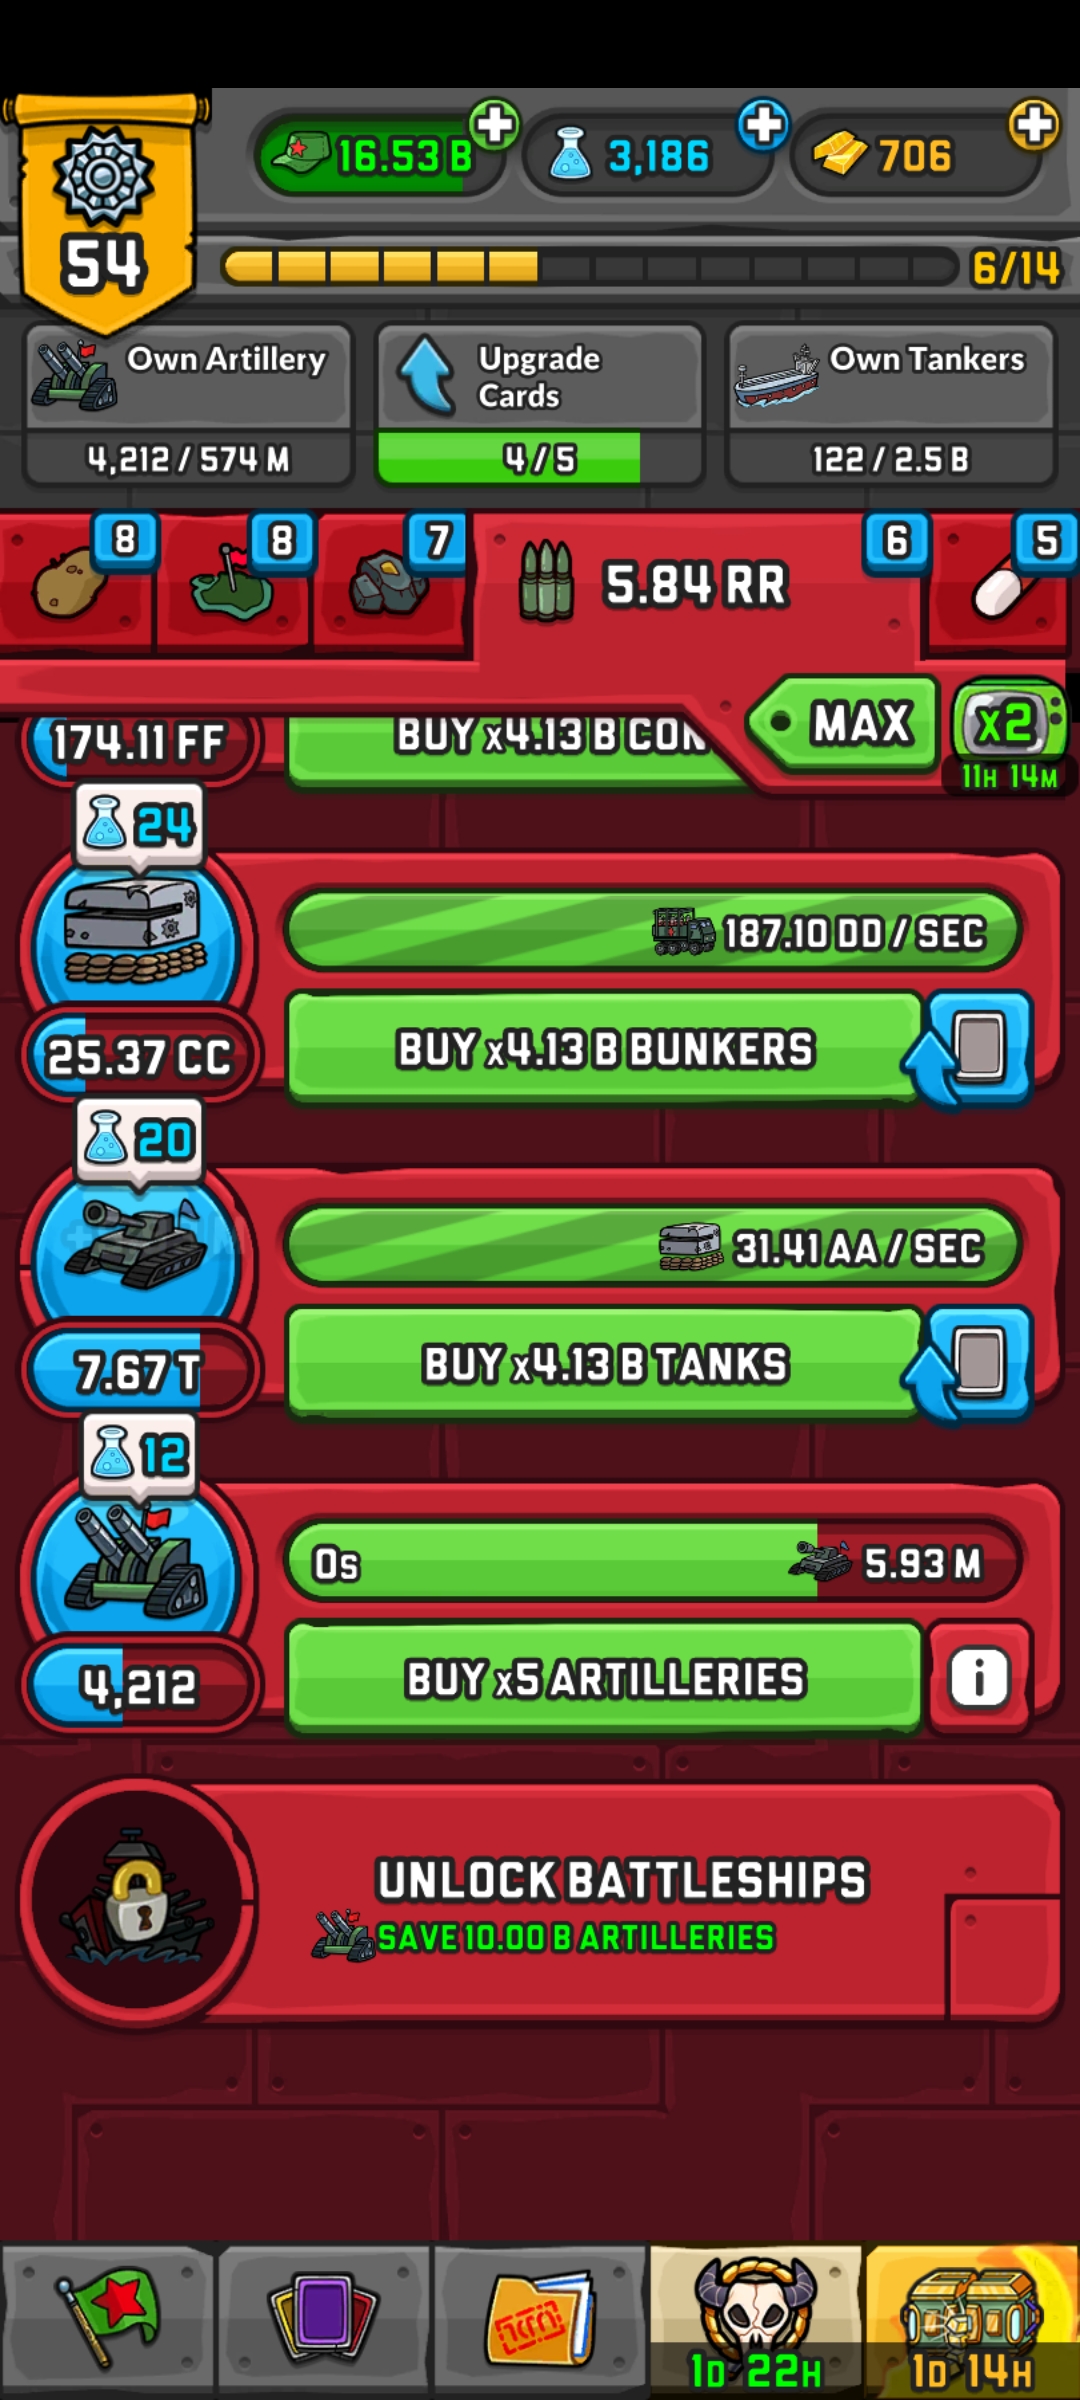 16.53 B
3,186
706
54
6/14
Own Artillery
Upgrade
Cards
Own Tankers
4,212 / 574 M
4 / 5
122 / 2.5 B
8
8
7
5.84 RR
6
5
MAX
x2
11H 14M
174.11 FF
BUY x4.13 B CON
24
187.10 DD / SEC
25.37 CC
BUY x4.13 B BUNKERS
20
31.41 AA / SEC
7.67 T
BUY x4.13 B TANKS
12
0s
5.93 M
4,212
BUY x5 ARTILLERIES
i
UNLOCK BATTLESHIPS
SAVE 10.00 B ARTILLERIES
1D 22H
1D 14H